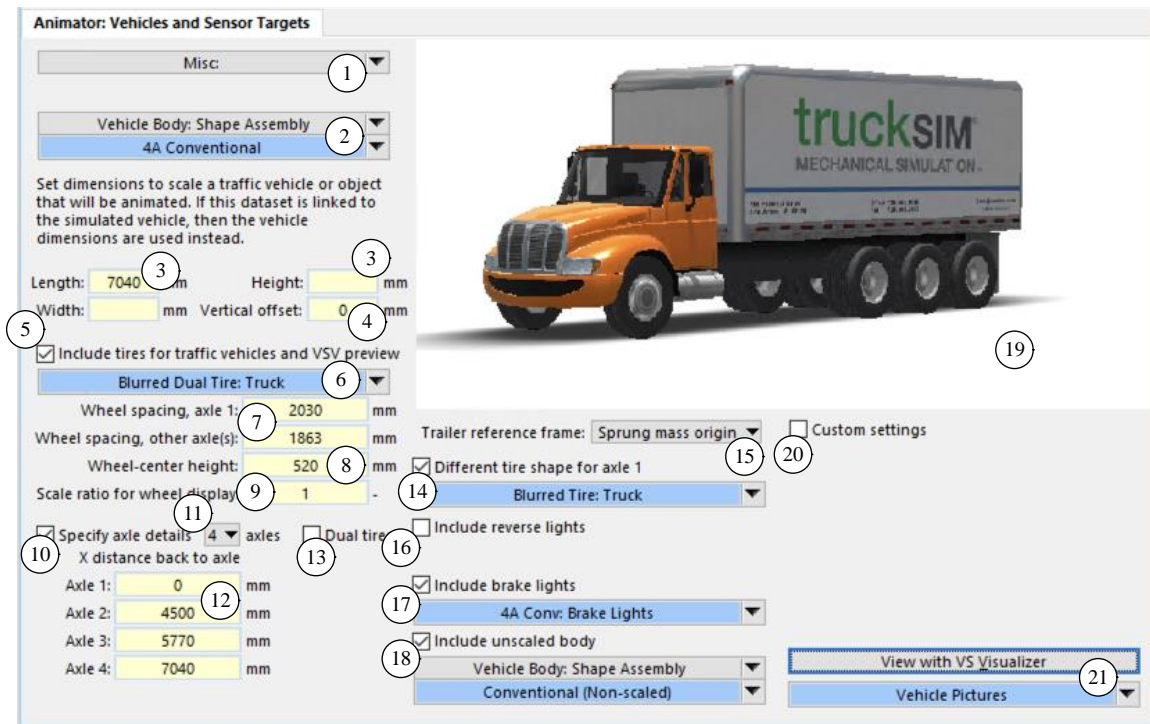 Animator: Vehicles and Sensor Targets
Misc:
1
Vehicle Body: Shape Assembly
4A Conventional
2
Set dimensions to scale a traffic vehicle or object
that will be animated. If this dataset is linked to
the simulated vehicle, then the vehicle
dimensions are used instead.
3
3
Length: 7040 mm Height: mm
Width: mm Vertical offset: 0 mm
4
5
Include tires for traffic vehicles and VSV preview
Blurred Dual Tire: Truck
6
Wheel spacing, axle 1: 2030 mm
7
Wheel spacing, other axle(s): 1863 mm
Wheel-center height: 520 mm
8
Scale ratio for wheel display 1 -
9
11
Specify axle details 4 axles Dual tire
10
13
X distance back to axle
Axle 1: 0 mm
12
Axle 2: 4500 mm
Axle 3: 5770 mm
Axle 4: 7040 mm
truckSIM
MECHANICAL SIMULATION
19
Trailer reference frame: Sprung mass origin
15
Custom settings
20
Different tire shape for axle 1
14
Blurred Tire: Truck
Include reverse lights
16
Include brake lights
17
4A Conv: Brake Lights
Include unscaled body
18
Vehicle Body: Shape Assembly
Conventional (Non-scaled)
View with VS Visualizer
21
Vehicle Pictures